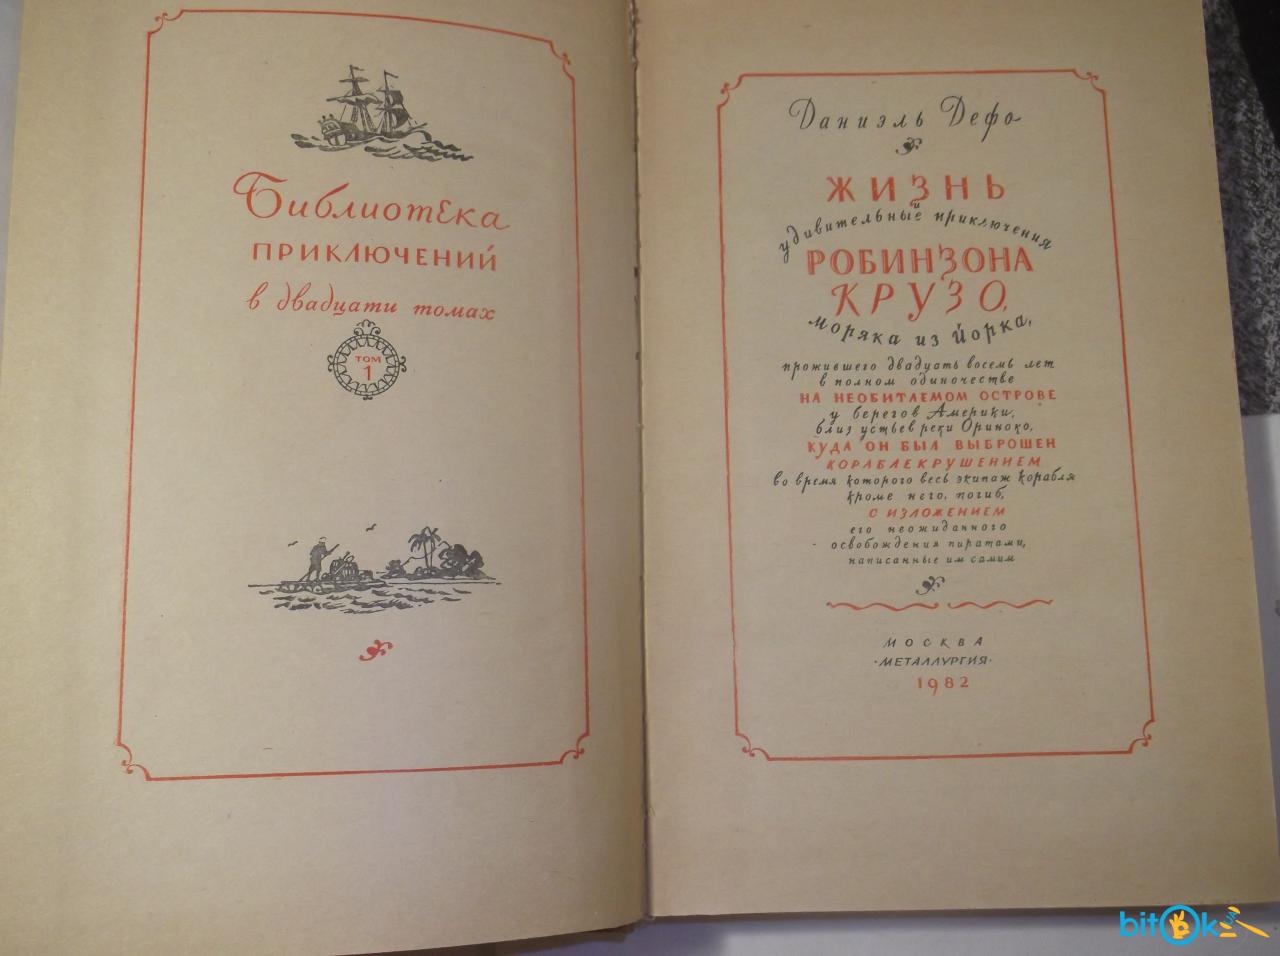 Библиотека
ПРИКЛЮЧЕНИЙ
в двадцати томах
ТОМ
1
Даниэль Дефо
ЖИЗНЬ
и
удивительные приключения
РОБИНЗОНА
КРУЗО,
моряка из Йорка,
прожившего двадцать восемь лет
в полном одиночестве
НА НЕОБИТАЕМОМ ОСТРОВЕ
у берегов Америки,
близ устьев реки Ориноко,
КУДА ОН БЫЛ ВЫБРОШЕН
КОРАБЛЕКРУШЕНИЕМ
во время которого весь экипаж корабля
кроме него, погиб,
С ИЗЛОЖЕНИЕМ
его неожиданного
освобождения пиратами,
написанные им самим
МОСКВА
·МЕТАЛЛУРГИЯ·
1982
bitOk